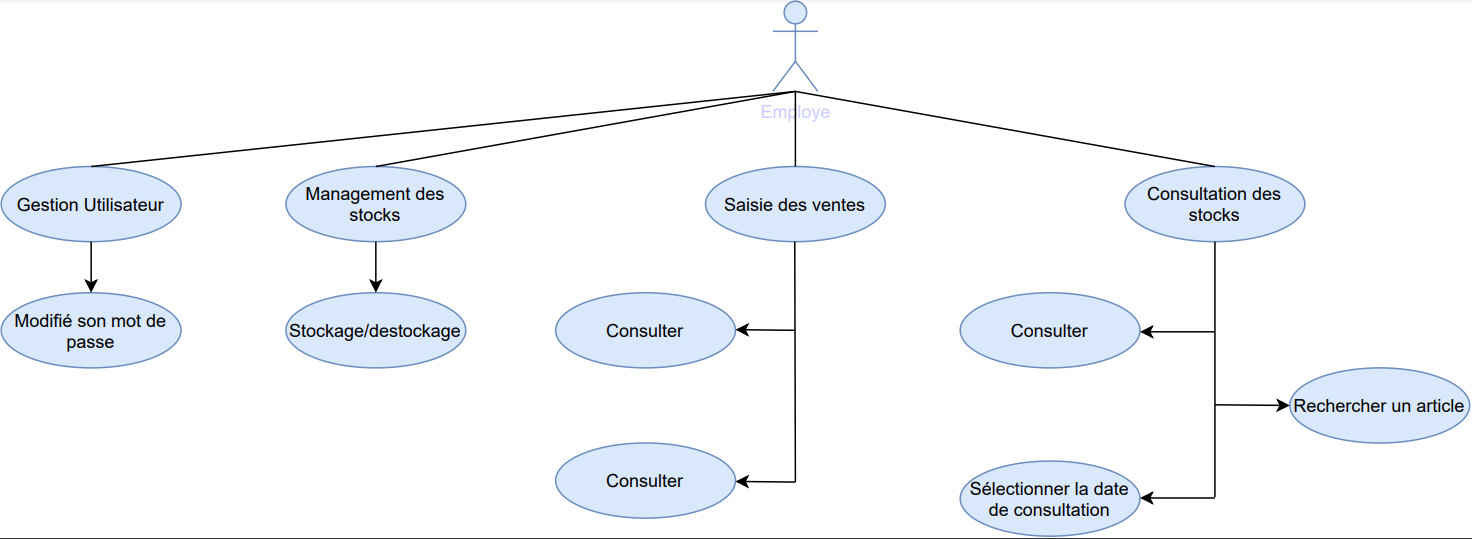 Employe
Gestion Utilisateur
Management des
stocks
Saisie des ventes
Consultation des
stocks
Modifié son mot de
passe
Stockage/destockage
Consulter
Consulter
Rechercher un article
Consulter
Sélectionner la date
de consultation